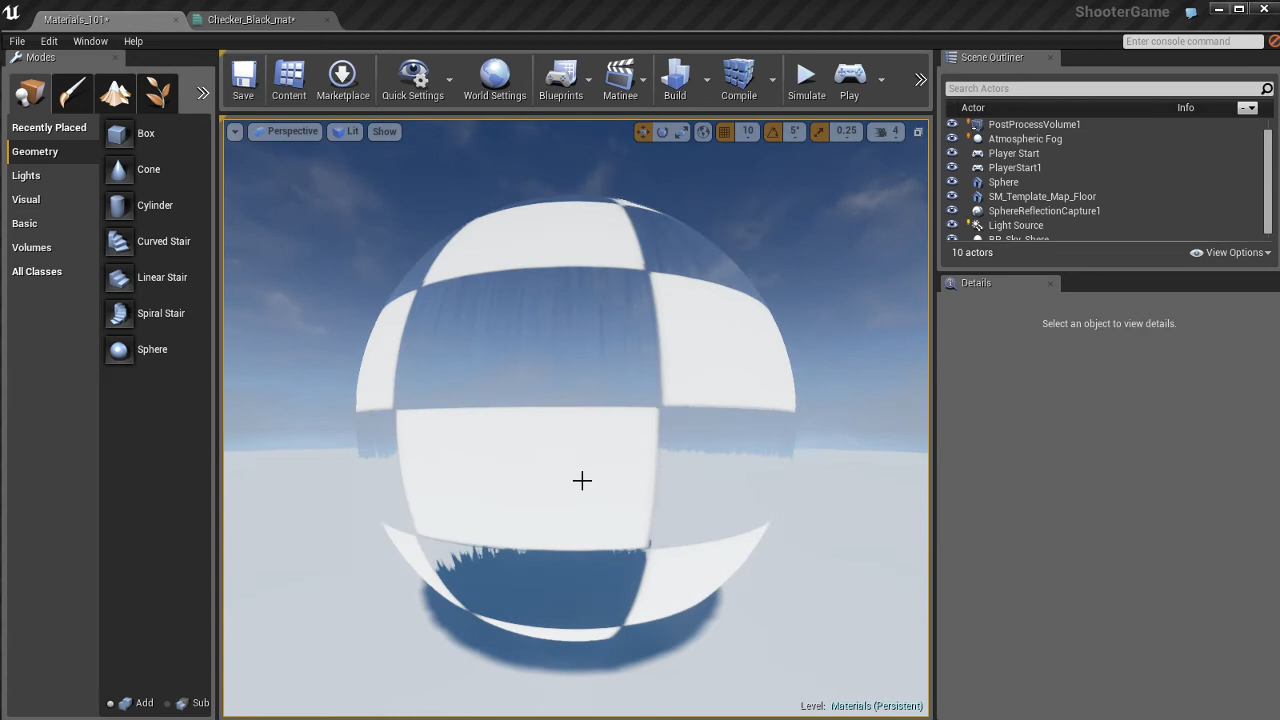 Materials_101*
Checker_Black_mat*
ShooterGame
File
Edit
Window
Help
Enter console command
Modes
Save
Content
Marketplace
Quick Settings
World Settings
Blueprints
Matinee
Build
Compile
Simulate
Play
Recently Placed
Geometry
Lights
Visual
Basic
Volumes
All Classes
Box
Cone
Cylinder
Curved Stair
Linear Stair
Spiral Stair
Sphere
Add
Sub
Perspective
Lit
Show
10
5°
0.25
4
Level: Materials (Persistent)
Scene Outliner
Search Actors
Actor
Info
PostProcessVolume1
Atmospheric Fog
Player Start
PlayerStart1
Sphere
SM_Template_Map_Floor
SphereReflectionCapture1
Light Source
10 actors
View Options
Details
Select an object to view details.